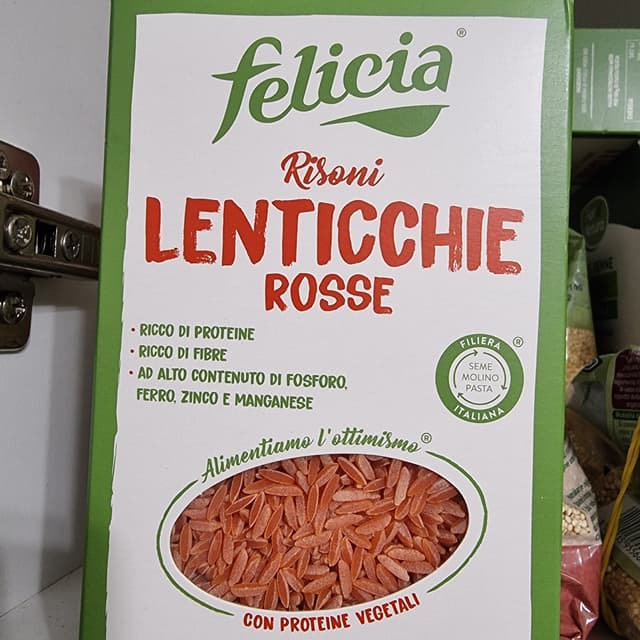 felicia®
Risoni
LENTICCHIE
ROSSE
• RICCO DI PROTEINE
• RICCO DI FIBRE
• AD ALTO CONTENUTO DI FOSFORO,
FERRO, ZINCO E MANGANESE
FILIERA ®
SEME
MOLINO
PASTA
ITALIANA
Alimentiamo l'ottimismo®
CON PROTEINE VEGETALI